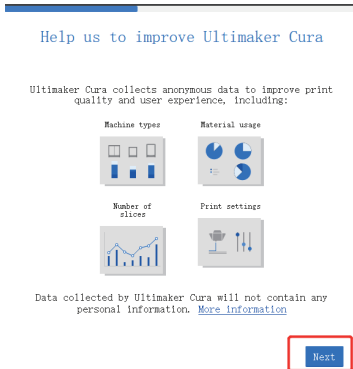 Help us to improve Ultimaker Cura
Ultimaker Cura collects anonymous data to improve print
quality and user experience, including:
Machine types
Material usage
Number of
slices
Print settings
Data collected by Ultimaker Cura will not contain any
personal information. More information
Next